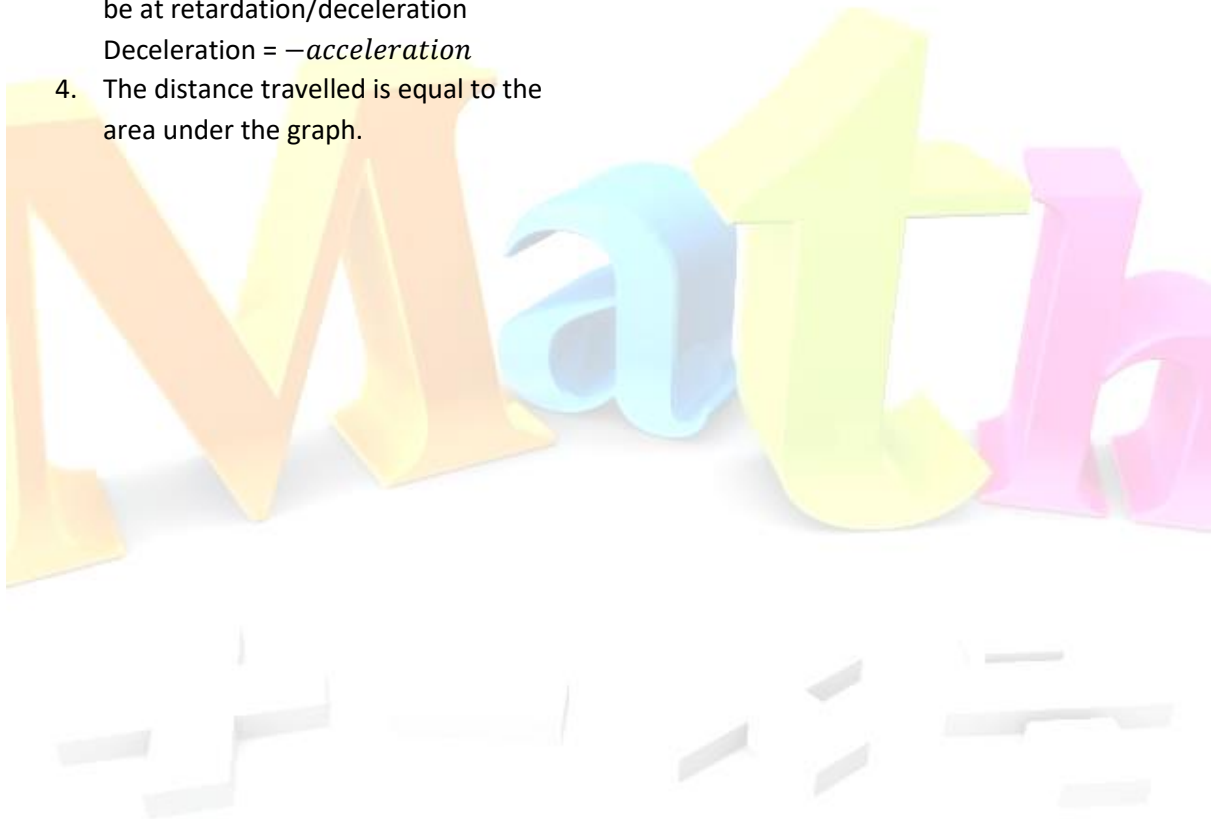 be at retardation/deceleration
Deceleration = −acceleration
4. The distance travelled is equal to the
area under the graph.
Math
+ − ÷ =